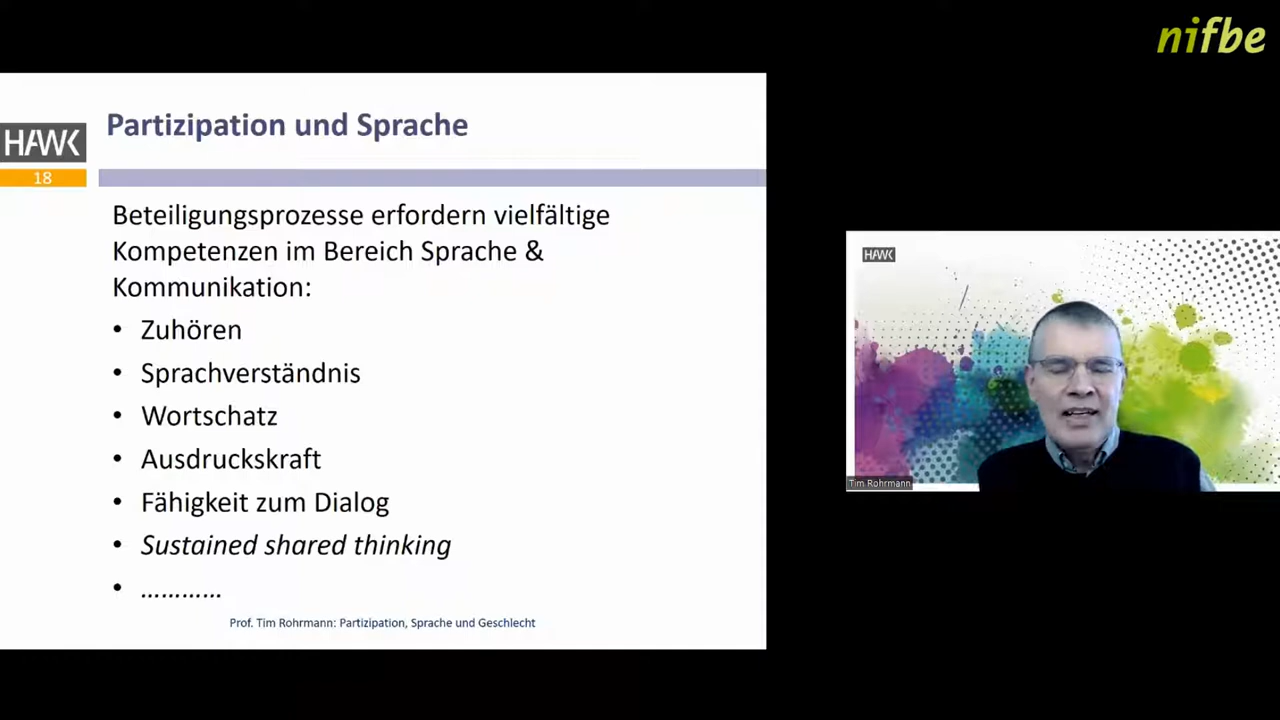 nifbe
Partizipation und Sprache
HAWK
18
Beteiligungsprozesse erfordern vielfältige
Kompetenzen im Bereich Sprache &
Kommunikation:
• Zuhören
• Sprachverständnis
• Wortschatz
• Ausdruckskraft
• Fähigkeit zum Dialog
• Sustained shared thinking
• …………
Prof. Tim Rohrmann: Partizipation, Sprache und Geschlecht
HAWK
Tim Rohrmann